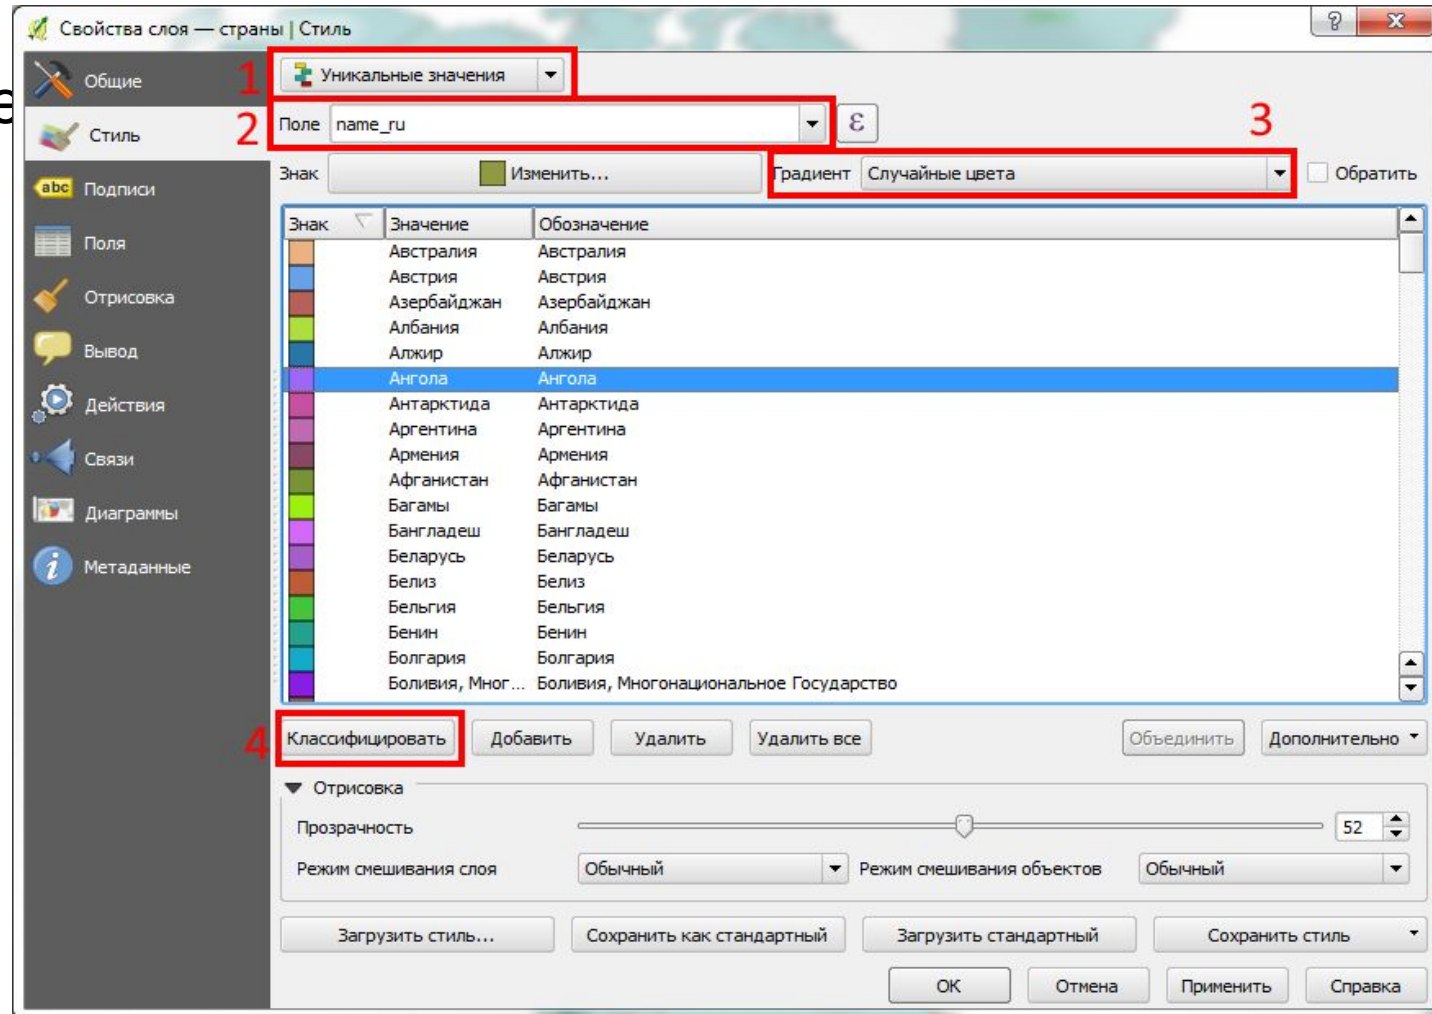 Свойства слоя — страны | Стиль
е
Общие
Стиль
abc Подписи
Поля
Отрисовка
Вывод
Действия
Связи
Диаграммы
i Метаданные
1 Уникальные значения
2 Поле name_ru ε
3
Знак Изменить... Градиент Случайные цвета Обратить
Знак Значение Обозначение
Австралия Австралия
Австрия Австрия
Азербайджан Азербайджан
Албания Албания
Алжир Алжир
Ангола Ангола
Антарктида Антарктида
Аргентина Аргентина
Армения Армения
Афганистан Афганистан
Багамы Багамы
Бангладеш Бангладеш
Беларусь Беларусь
Белиз Белиз
Бельгия Бельгия
Бенин Бенин
Болгария Болгария
Боливия, Мног... Боливия, Многонациональное Государство
4 Классифицировать Добавить Удалить Удалить все Объединить Дополнительно
Отрисовка
Прозрачность 52
Режим смешивания слоя Обычный Режим смешивания объектов Обычный
Загрузить стиль... Сохранить как стандартный Загрузить стандартный Сохранить стиль
ОК Отмена Применить Справка